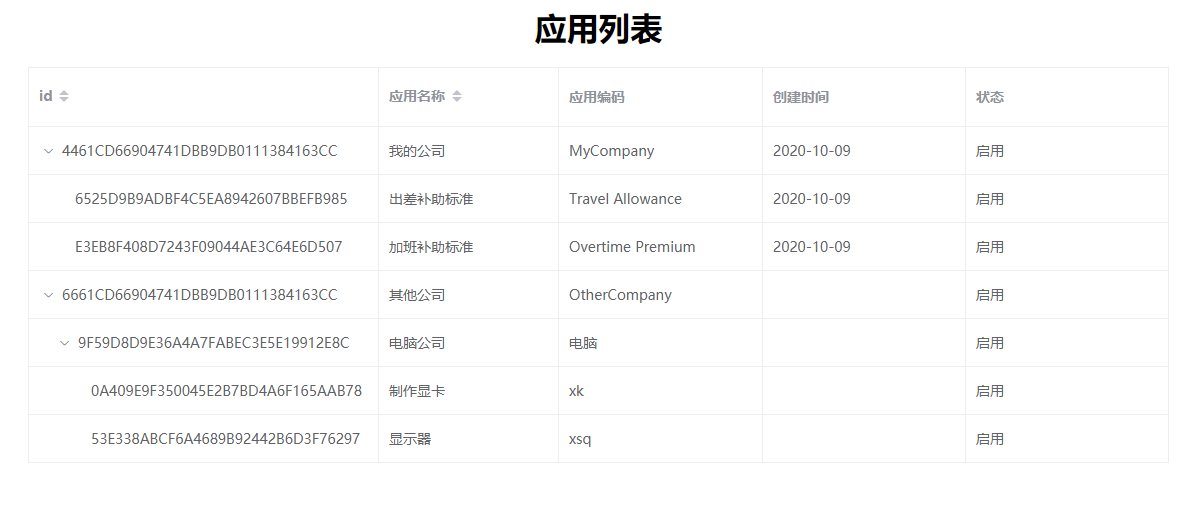 应用列表
id 应用名称 应用编码 创建时间 状态
4461CD66904741DBB9DB0111384163CC 我的公司 MyCompany 2020-10-09 启用
6525D9B9ADBF4C5EA8942607BBEFB985 出差补助标准 Travel Allowance 2020-10-09 启用
E3EB8F408D7243F09044AE3C64E6D507 加班补助标准 Overtime Premium 2020-10-09 启用
6661CD66904741DBB9DB0111384163CC 其他公司 OtherCompany 启用
9F59D8D9E36A4A7FABEC3E5E19912E8C 电脑公司 电脑 启用
0A409E9F350045E2B7BD4A6F165AAB78 制作显卡 xk 启用
53E338ABCF6A4689B92442B6D3F76297 显示器 xsq 启用